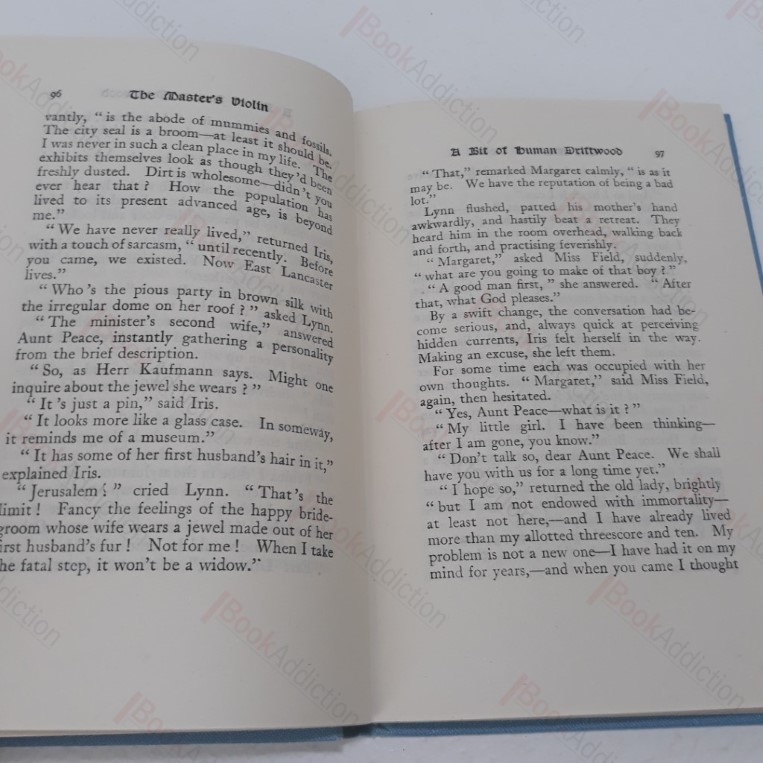 96 The Master's Violin
vantly, “ is the abode of mummies and fossils.
The city seal is a broom—at least it should be.
I was never in such a clean place in my life. The
exhibits themselves look as though they'd been
freshly dusted. Dirt is wholesome—didn't you
ever hear that ? How the population has
lived to its present advanced age, is beyond
me.”
“ We have never really lived,” returned Iris,
with a touch of sarcasm, “ until recently. Before
you came, we existed. Now East Lancaster
lives.”
“ Who's the pious party in brown silk with
the irregular dome on her roof ? ” asked Lynn.
“ The minister's second wife,” answered
Aunt Peace, instantly gathering a personality
from the brief description.
“ So, as Herr Kaufmann says. Might one
inquire about the jewel she wears ? ”
“ It 's just a pin,” said Iris.
“ It looks more like a glass case. In someway,
it reminds me of a museum.”
“ It has some of her first husband's hair in it,”
explained Iris.
“ Jerusalem ! ” cried Lynn. “ That's the
limit ! Fancy the feelings of the happy bride-
groom whose wife wears a jewel made out of her
first husband's fur ! Not for me ! When I take
the fatal step, it won't be a widow.”
A Bit of Human Driftwood 97
“ That,” remarked Margaret calmly, “ is as it
may be. We have the reputation of being a bad
lot.”
Lynn flushed, patted his mother's hand
awkwardly, and hastily beat a retreat. They
heard him in the room overhead, walking back
and forth, and practising feverishly.
“ Margaret,” asked Miss Field, suddenly,
“ what are you going to make of that boy ? ”
“ A good man first, ” she answered. “ After
that, what God pleases.”
By a swift change, the conversation had be-
come serious, and, always quick at perceiving
hidden currents, Iris felt herself in the way.
Making an excuse, she left them.
For some time each was occupied with her
own thoughts. “ Margaret,” said Miss Field,
again, then hesitated.
“ Yes, Aunt Peace—what is it ? ”
“ My little girl. I have been thinking—
after I am gone, you know.”
“ Don't talk so, dear Aunt Peace. We shall
have you with us for a long time yet.”
“ I hope so,” returned the old lady, brightly
“ but I am not endowed with immortality—
at least not here,—and I have already lived
more than my allotted threescore and ten. My
problem is not a new one—I have had it on my
mind for years,—and when you came I thought
BookAddiction